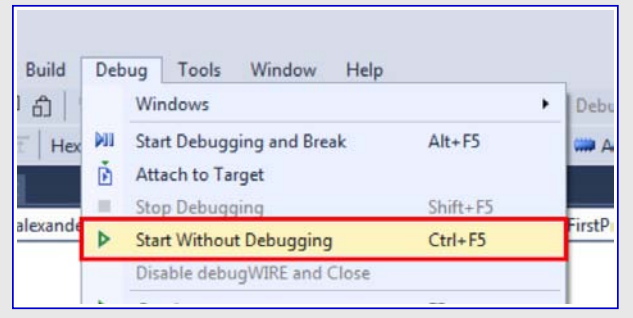 Build Debug Tools Window Help
Windows Debu
Hex Start Debugging and Break Alt+F5 A
Attach to Target
Stop Debugging Shift+F5
alexande FirstP
Start Without Debugging Ctrl+F5
Disable debugWIRE and Close